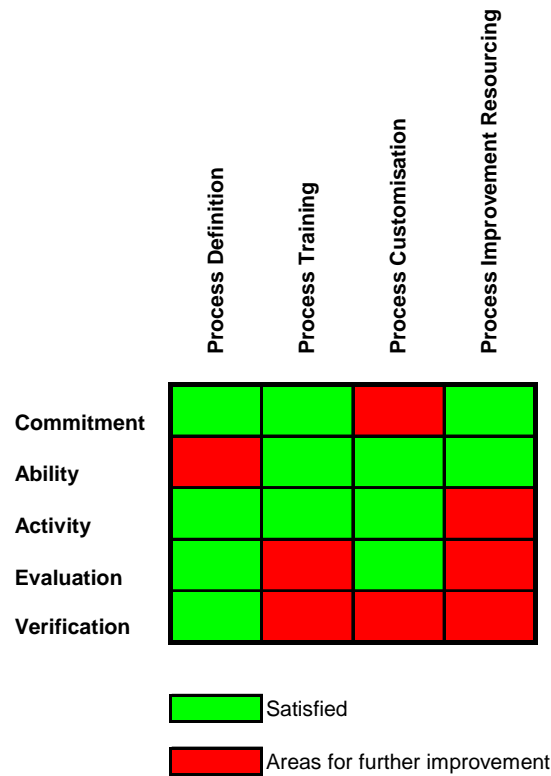 Process Definition
Process Training
Process Customisation
Process Improvement Resourcing
Commitment
Ability
Activity
Evaluation
Verification
Satisfied
Areas for further improvement